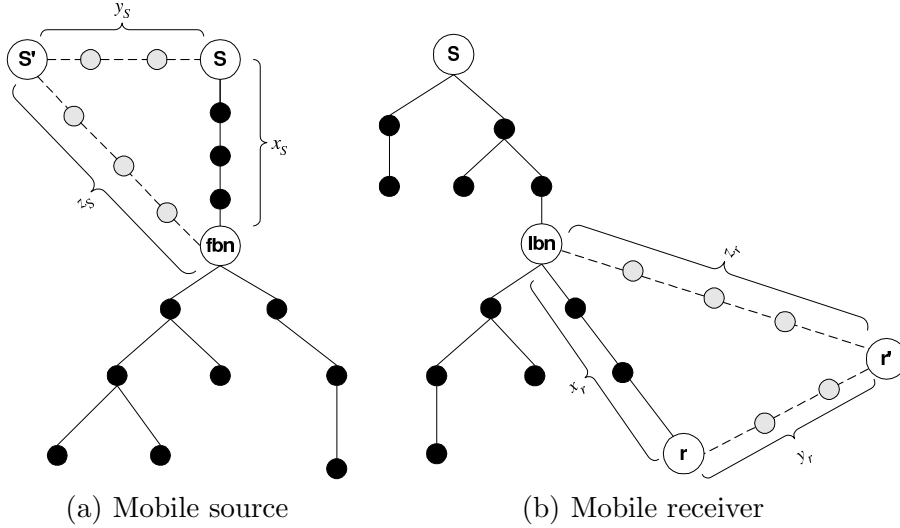 y_S
S'
S
x_S
z_S
fbn
(a) Mobile source
S
lbn
z_r
x_r
r'
r
y_r
(b) Mobile receiver